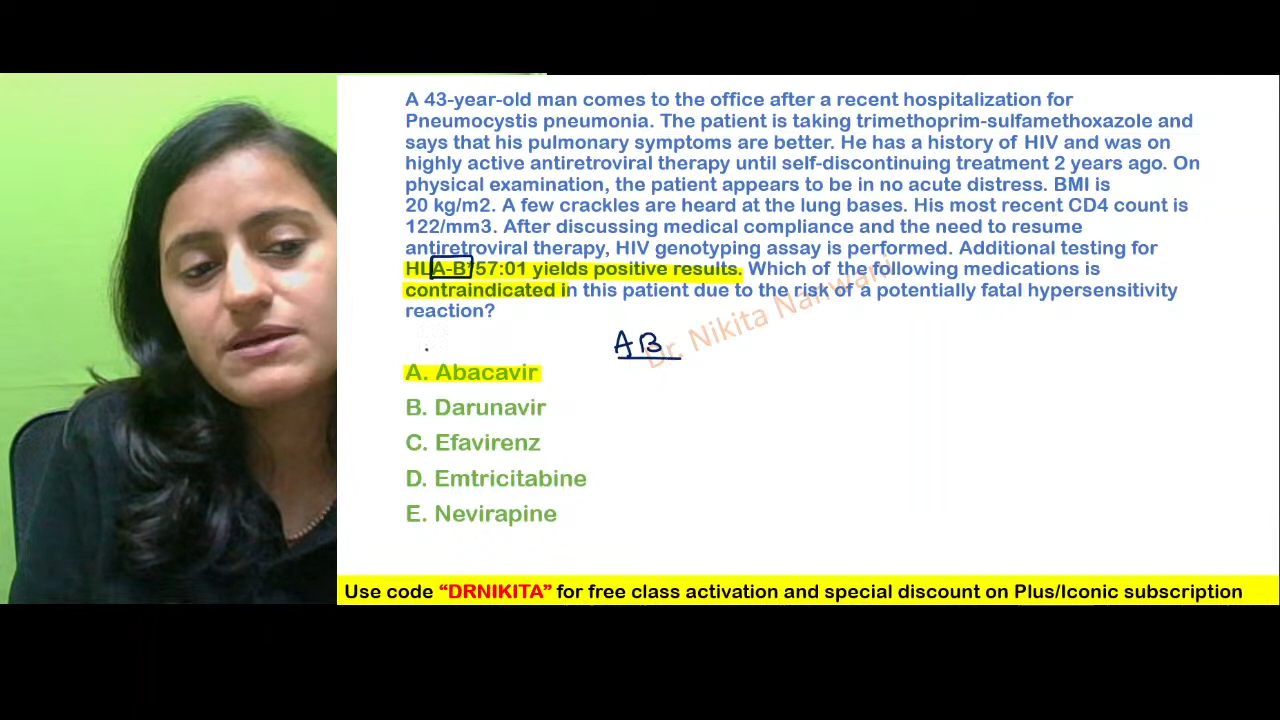 A 43-year-old man comes to the office after a recent hospitalization for
Pneumocystis pneumonia. The patient is taking trimethoprim-sulfamethoxazole and
says that his pulmonary symptoms are better. He has a history of HIV and was on
highly active antiretroviral therapy until self-discontinuing treatment 2 years ago. On
physical examination, the patient appears to be in no acute distress. BMI is
20 kg/m2. A few crackles are heard at the lung bases. His most recent CD4 count is
122/mm3. After discussing medical compliance and the need to resume
antiretroviral therapy, HIV genotyping assay is performed. Additional testing for
HLA-B*57:01 yields positive results. Which of the following medications is
contraindicated in this patient due to the risk of a potentially fatal hypersensitivity
reaction?
AB
Dr. Nikita Nanwani
A. Abacavir
B. Darunavir
C. Efavirenz
D. Emtricitabine
E. Nevirapine
Use code “DRNIKITA” for free class activation and special discount on Plus/Iconic subscription